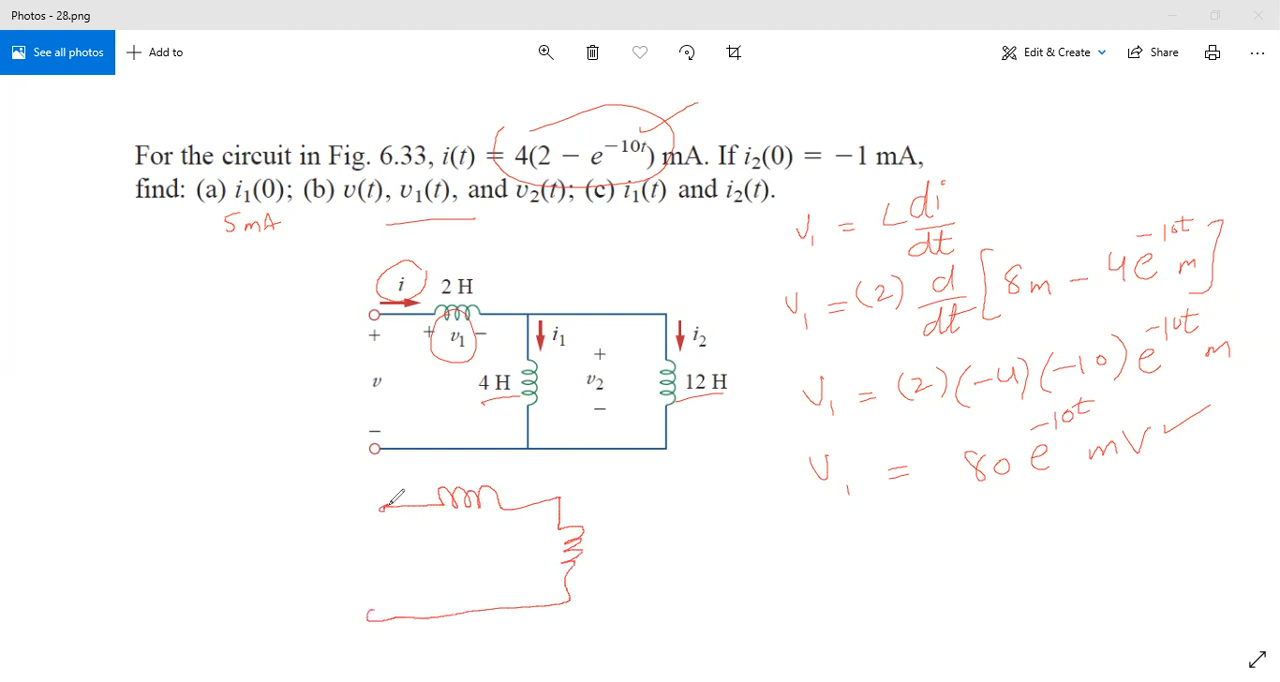 Photos - 28.png
See all photos
Add to
Edit & Create
Share
For the circuit in Fig. 6.33, i(t) = 4(2 − e⁻¹⁰ᵗ) mA. If i₂(0) = −1 mA,
find: (a) i₁(0); (b) v(t), v₁(t), and v₂(t); (c) i₁(t) and i₂(t).
5mA
V₁ = L di/dt
V₁ = (2) d/dt [8m − 4e⁻¹⁰ᵗ m]
V₁ = (2)(−4)(−10) e⁻¹⁰ᵗ m
V₁ = 80 e⁻¹⁰ᵗ mV
i
2 H
+ v₁ −
+
i₁
+
i₂
v
4 H
v₂
12 H
−
−